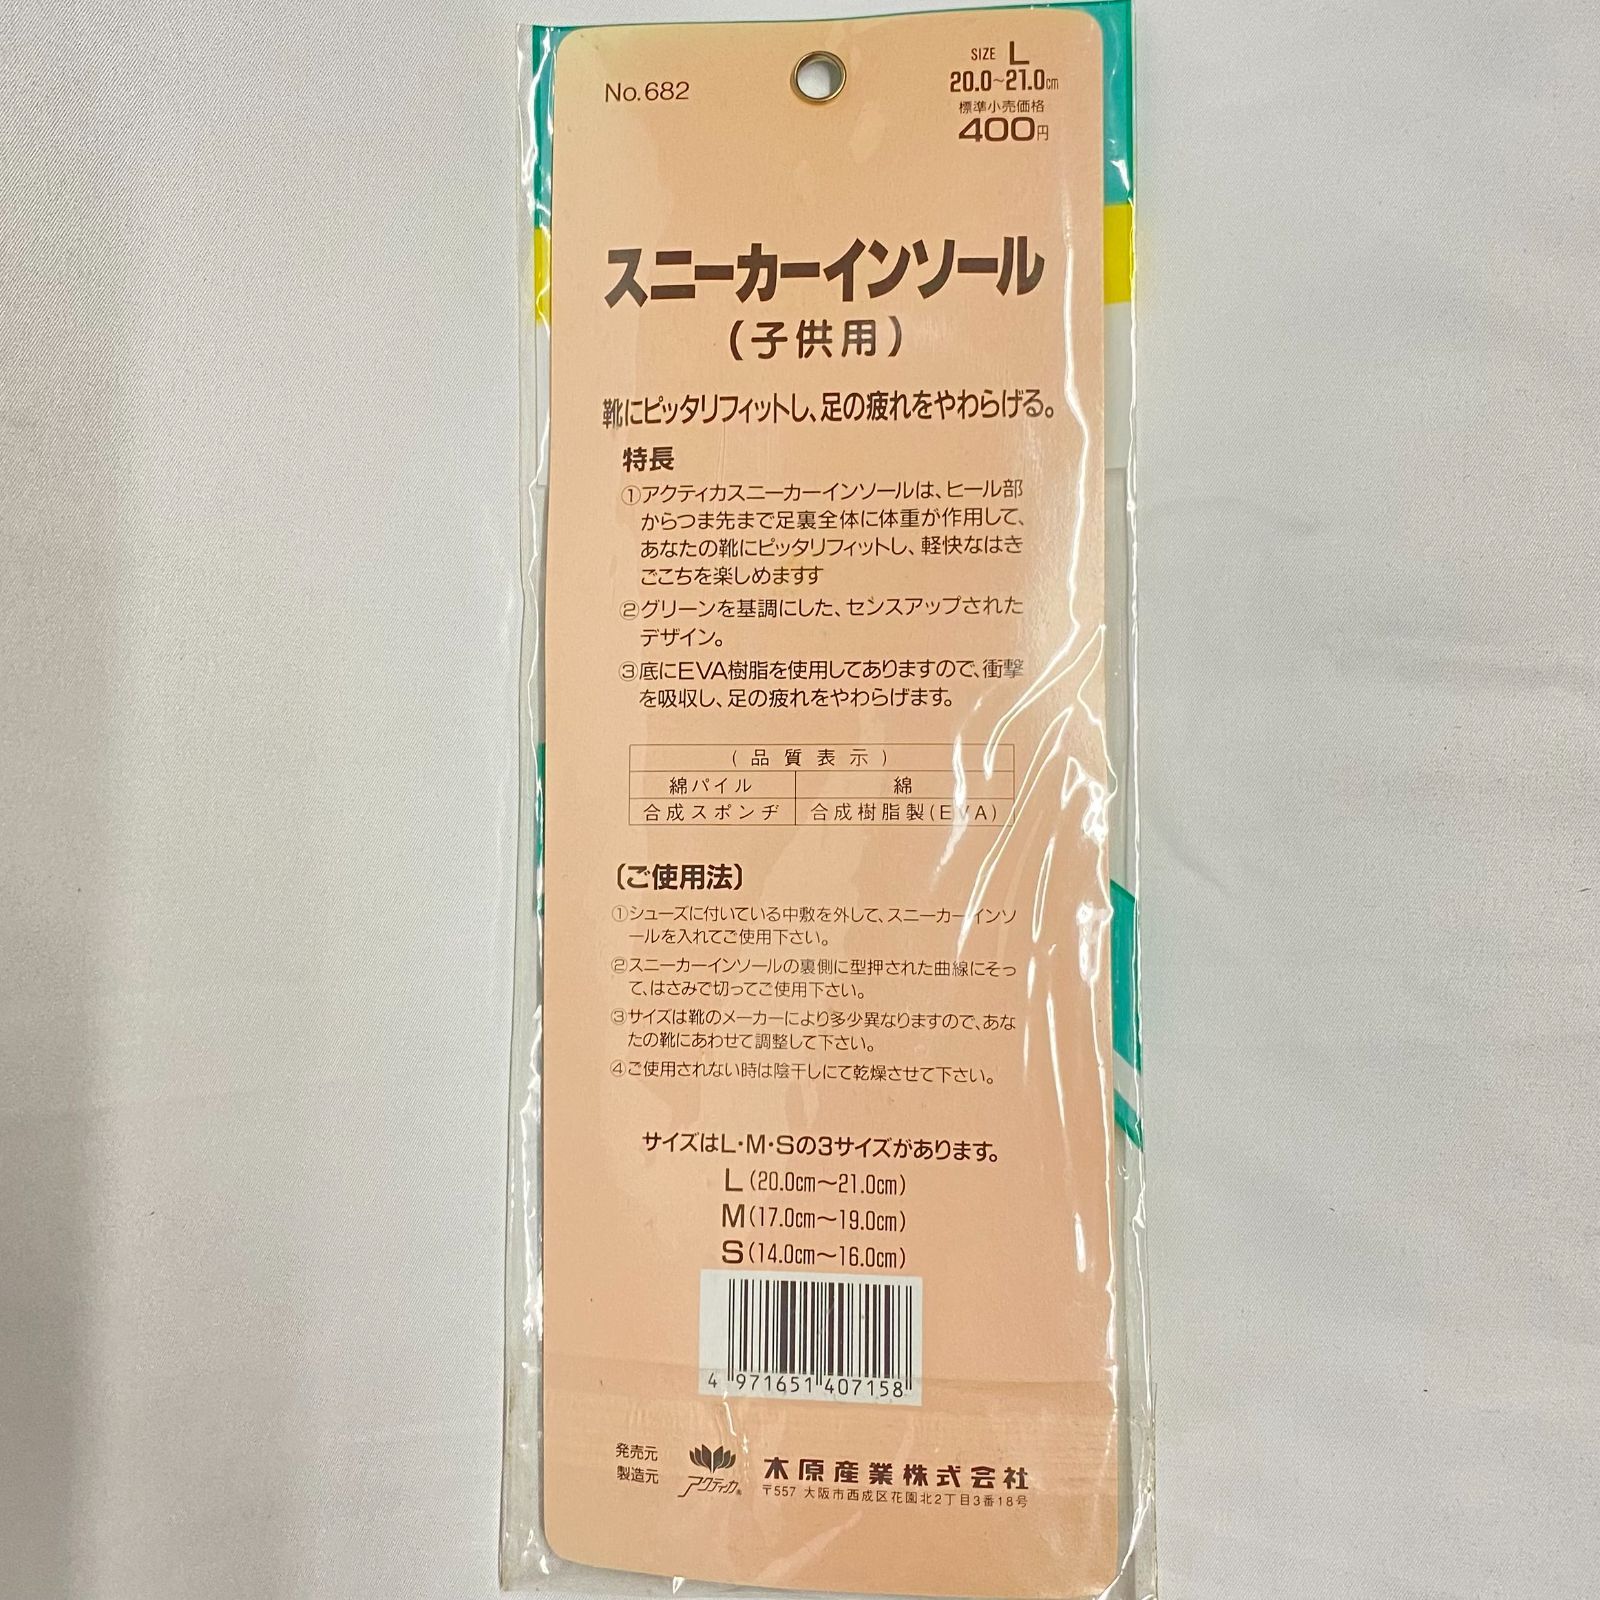 No.682
SIZE L
20.0~21.0cm
標準小売価格
400円
スニーカーインソール
(子供用)
靴にピッタリフィットし、足の疲れをやわらげる。
特長
①アクティカスニーカーインソールは、ヒール部
からつま先まで足裏全体に体重が作用して、
あなたの靴にピッタリフィットし、軽快なはき
ごこちを楽しめますす
②グリーンを基調にした、センスアップされた
デザイン。
③底にEVA樹脂を使用してありますので、衝撃
を吸収し、足の疲れをやわらげます。
(品質表示)
綿パイル 綿
合成スポンヂ 合成樹脂製(EVA)
〔ご使用法〕
①シューズに付いている中敷を外して、スニーカーインソ
ールを入れてご使用下さい。
②スニーカーインソールの裏側に型押された曲線にそっ
て、はさみで切ってご使用下さい。
③サイズは靴のメーカーにより多少異なりますので、あな
たの靴にあわせて調整して下さい。
④ご使用されない時は陰干しにて乾燥させて下さい。
サイズはL・M・Sの3サイズがあります。
L(20.0cm〜21.0cm)
M(17.0cm〜19.0cm)
S(14.0cm〜16.0cm)
4 971651 407158
発売元
製造元
アクティカ®
木原産業株式会社
〒557 大阪市西成区花園北2丁目3番18号